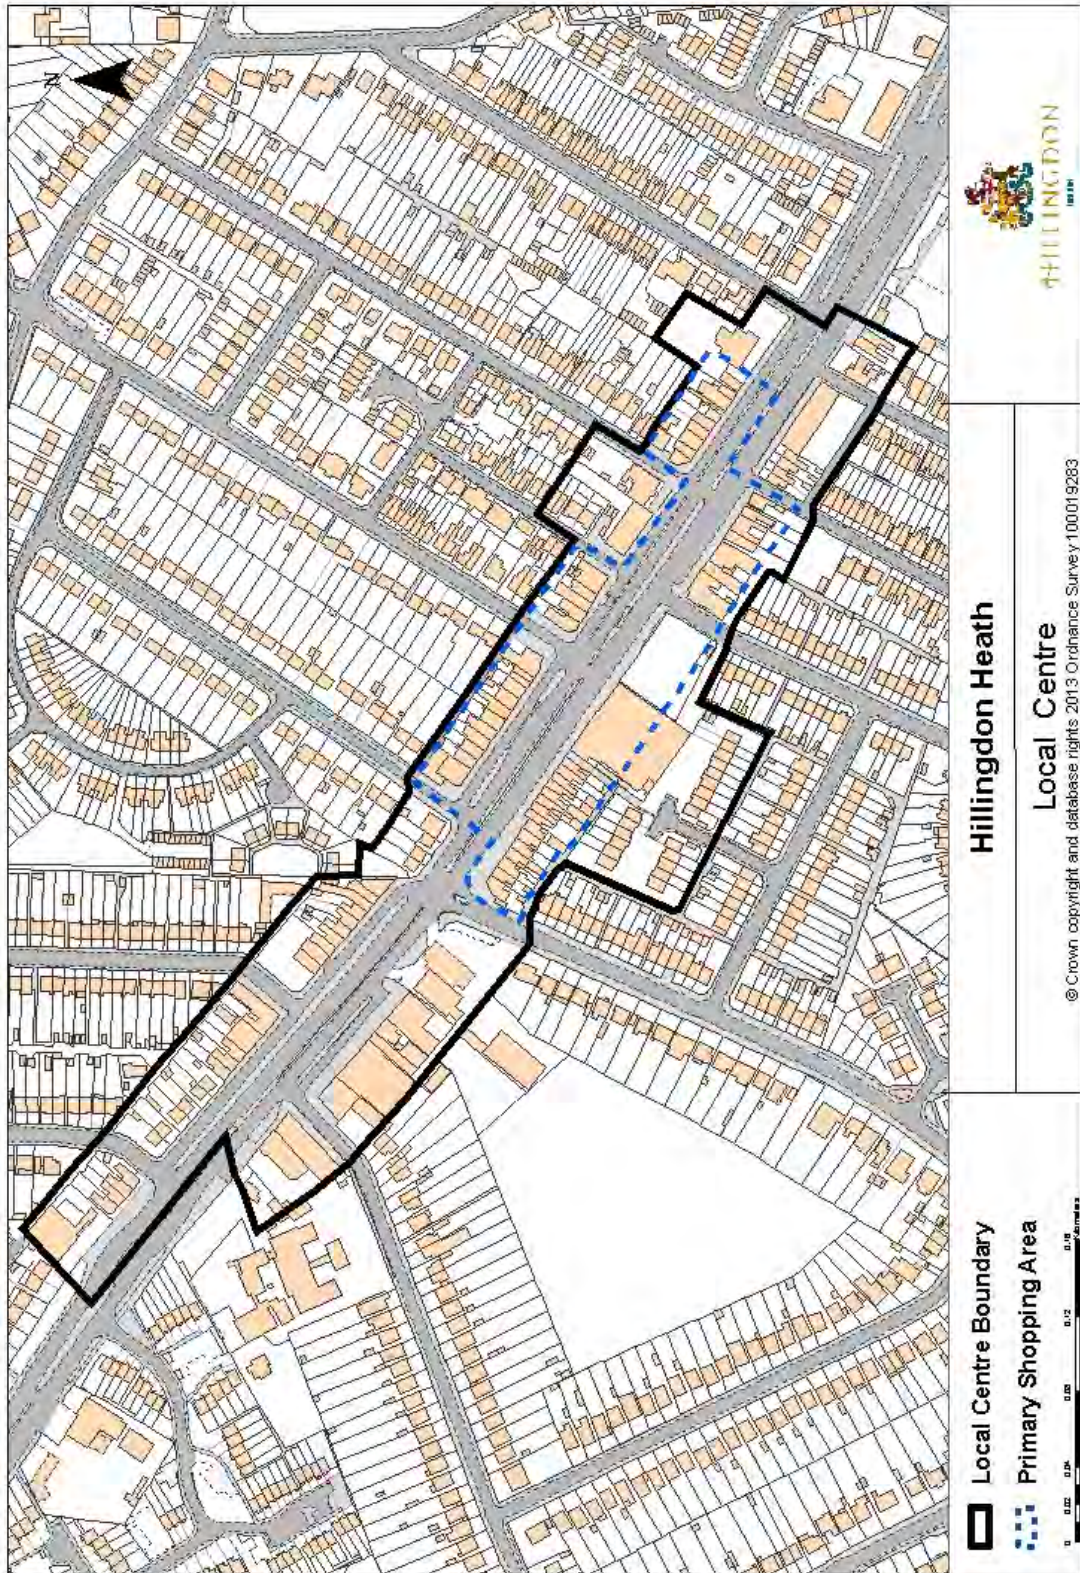 N
Local Centre Boundary
Primary Shopping Area
Hillingdon Heath
Local Centre
© Crown copyright and database rights 2013 Ordnance Survey 100019283
HILLINGDON
LONDON